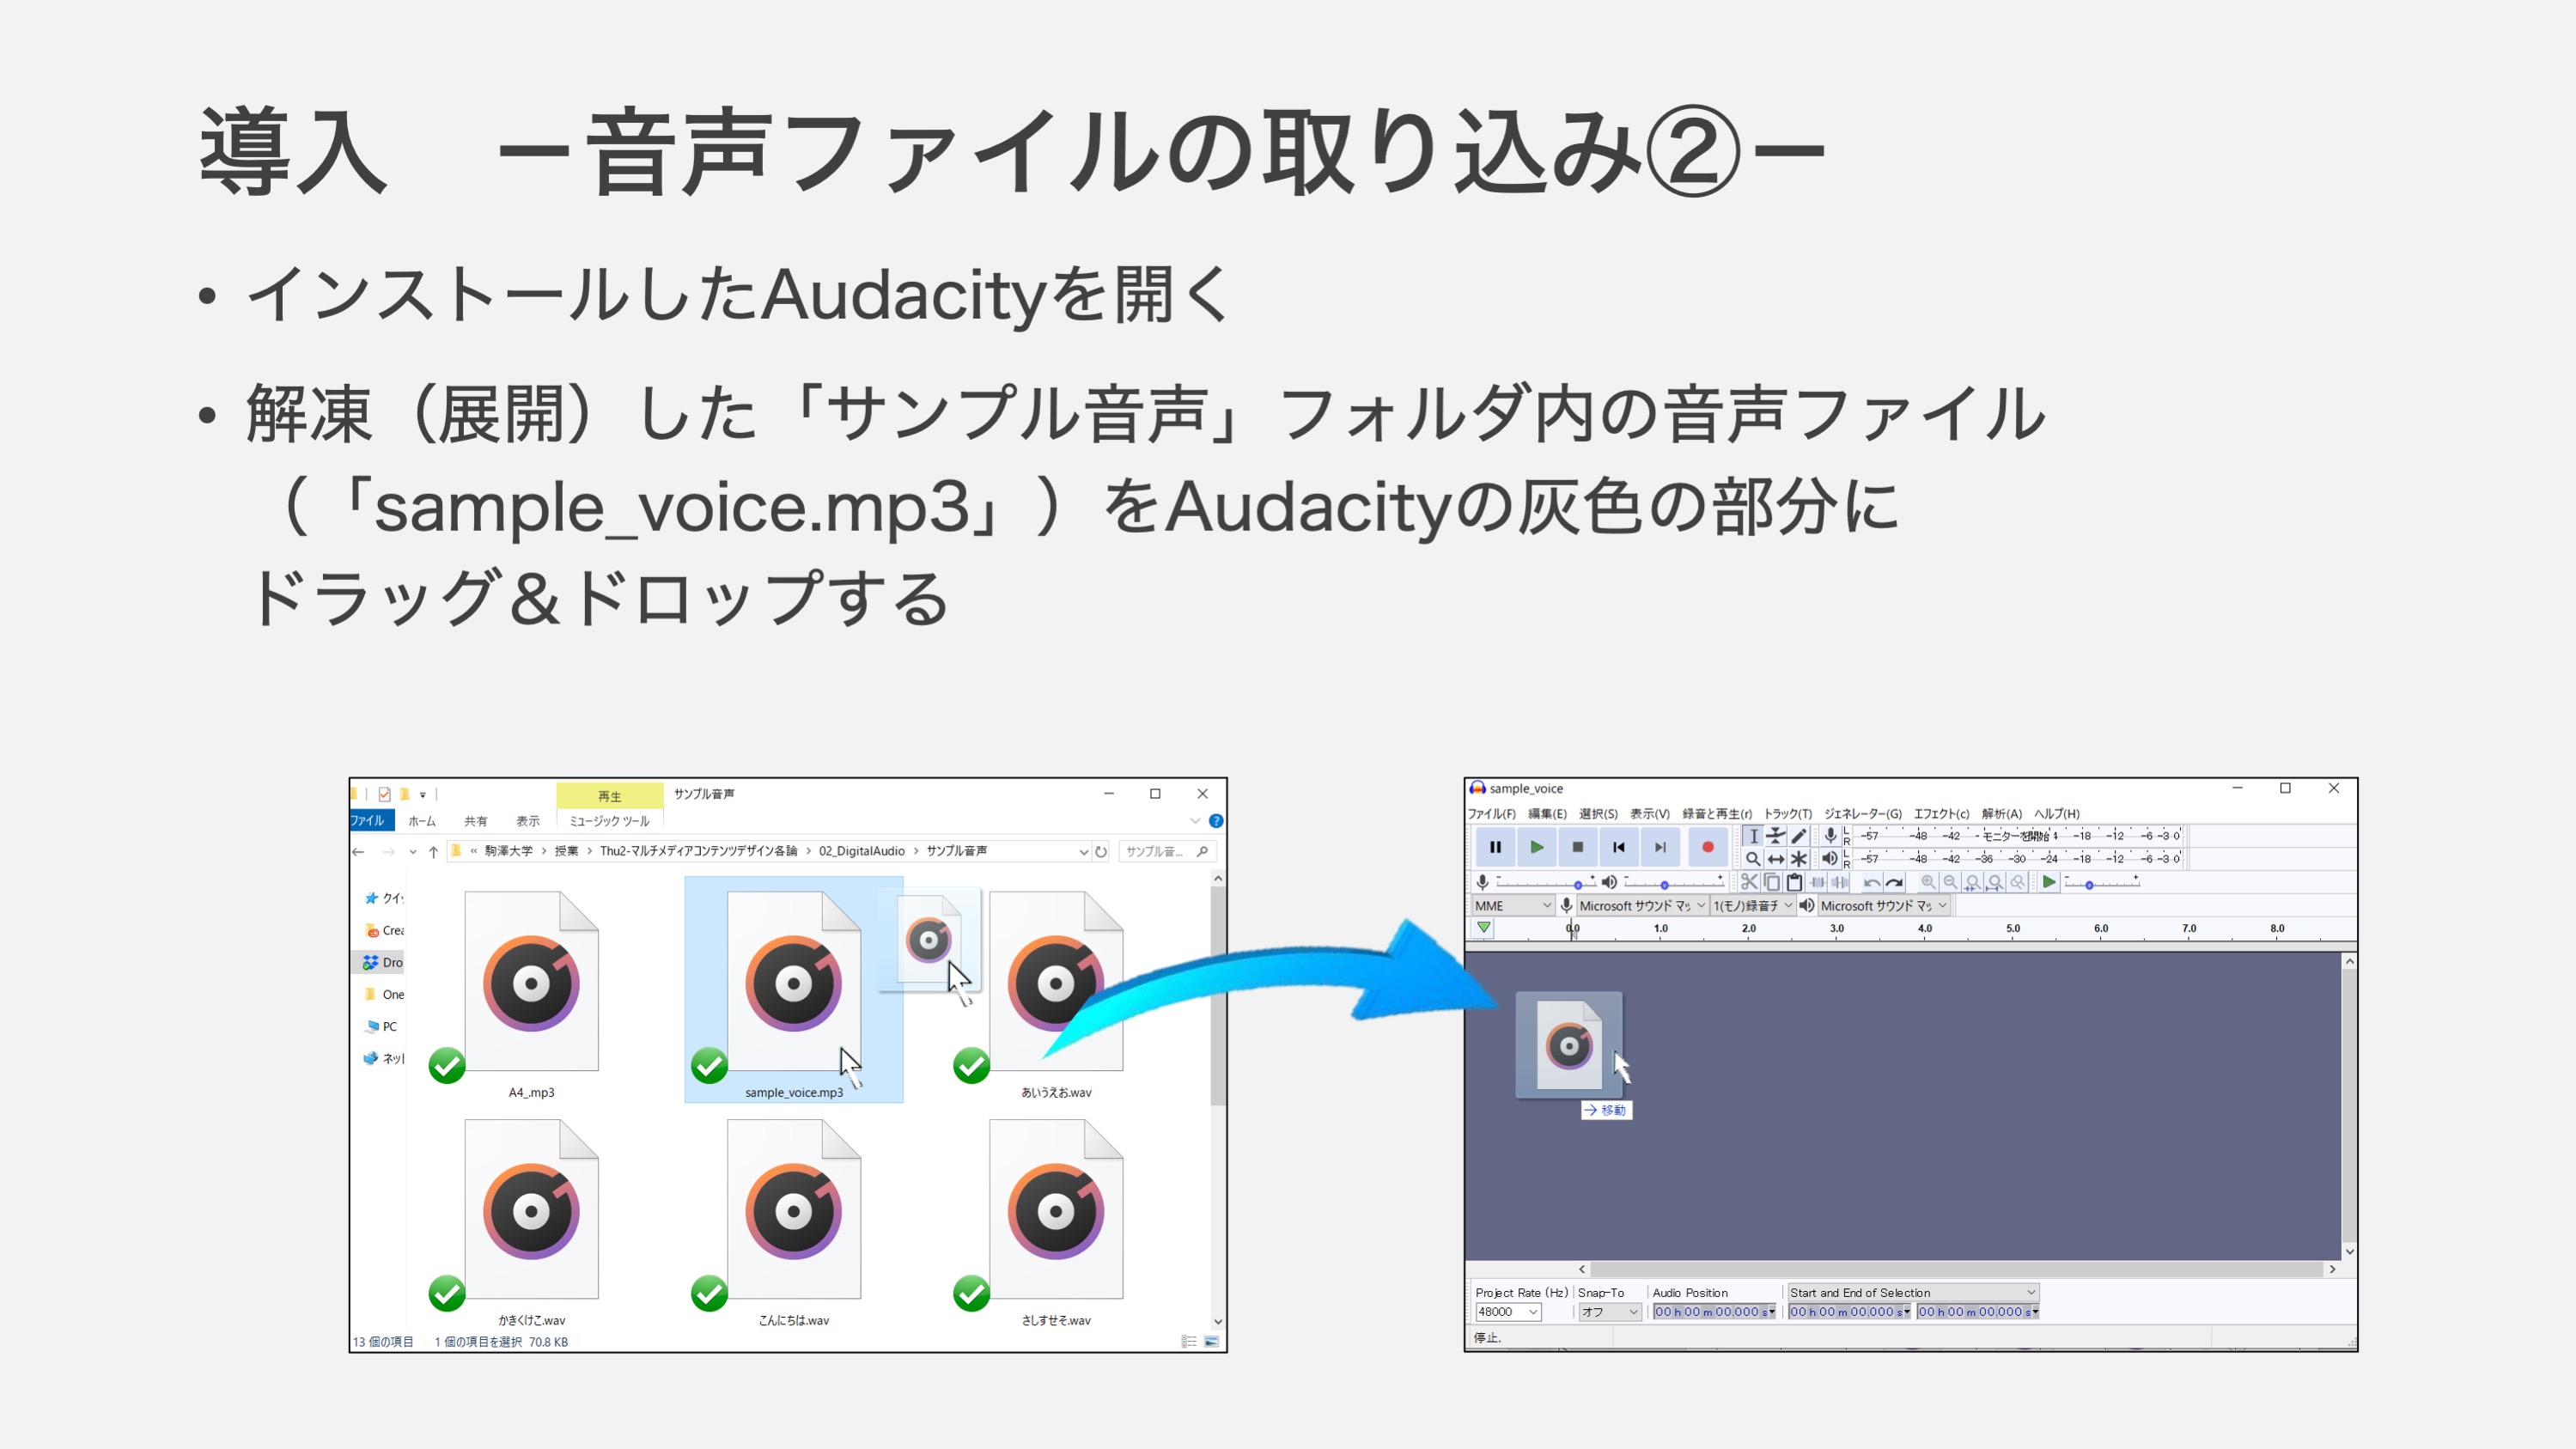 導入　－音声ファイルの取り込み②－
• インストールしたAudacityを開く
• 解凍（展開）した「サンプル音声」フォルダ内の音声ファイル
（「sample_voice.mp3」）をAudacityの灰色の部分に
ドラッグ＆ドロップする
再生 サンプル音声
ファイル ホーム 共有 表示 ミュージック ツール
« 駒澤大学 › 授業 › Thu2-マルチメディアコンテンツデザイン各論 › 02_DigitalAudio › サンプル音声 サンプル音...
クイ
Crea
Dro
One
PC
ネット
A4_.mp3 sample_voice.mp3 あいうえお.wav
かきくけこ.wav こんにちは.wav さしすせそ.wav
13 個の項目 1 個の項目を選択 70.8 KB
sample_voice
ファイル(F) 編集(E) 選択(S) 表示(V) 録音と再生(r) トラック(T) ジェネレーター(G) エフェクト(c) 解析(A) ヘルプ(H)
L R -57 -48 -42 - モニターを開始 -18 -12 -6 -3 0
L R -57 -48 -42 -36 -30 -24 -18 -12 -6 -3 0
MME Microsoft サウンド マッ 1(モノ)録音チ Microsoft サウンド マッ
0.0 1.0 2.0 3.0 4.0 5.0 6.0 7.0 8.0
→ 移動
Project Rate (Hz) Snap-To Audio Position Start and End of Selection
48000 オフ 00 h 00 m 00.000 s 00 h 00 m 00.000 s 00 h 00 m 00.000 s
停止.